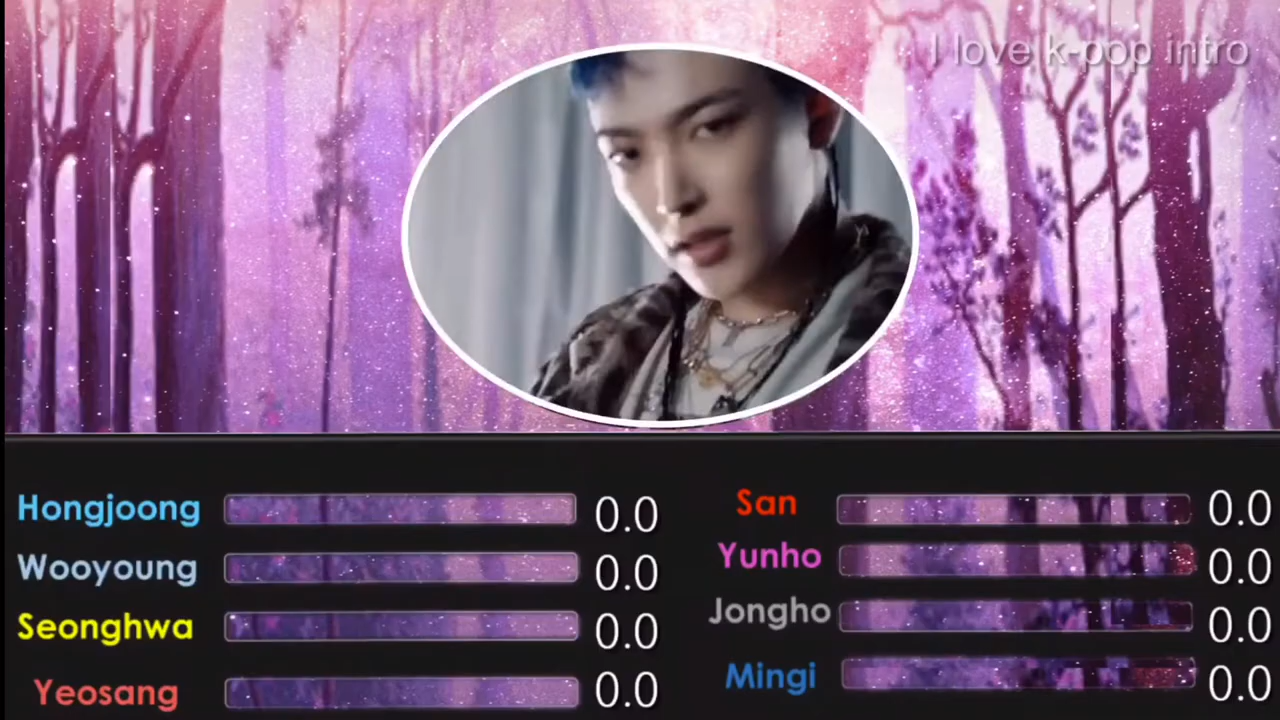 I love k-pop intro
Hongjoong 0.0
Wooyoung 0.0
Seonghwa 0.0
Yeosang 0.0
San 0.0
Yunho 0.0
Jongho 0.0
Mingi 0.0